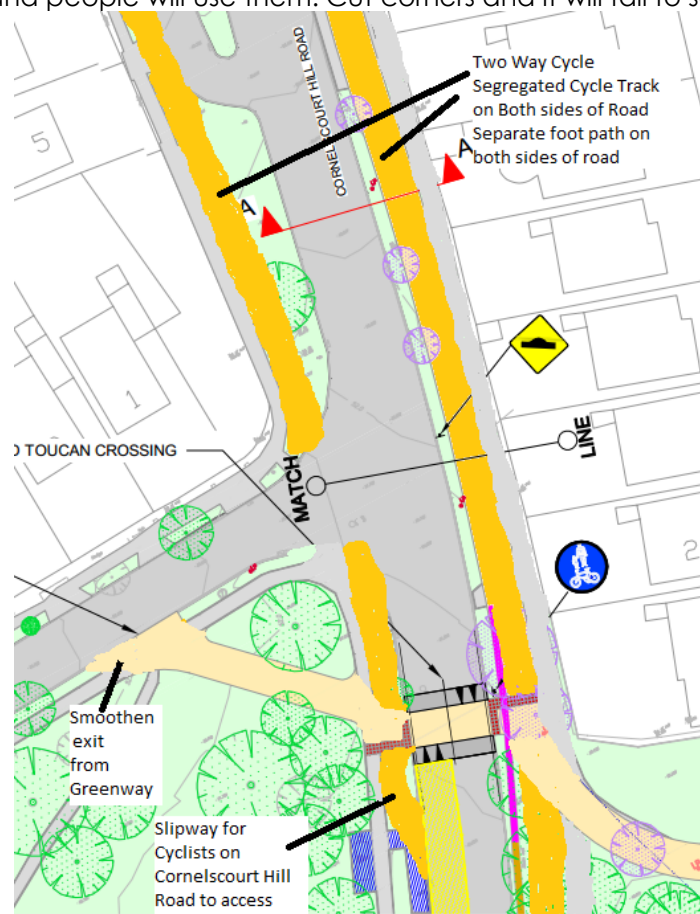 and people will use them. Cut corners and it will fail to s
CORNELSCOURT HILL ROAD
Two Way Cycle
Segregated Cycle Track
on Both sides of Road
Separate foot path on
both sides of road
A
A
5
1
O TOUCAN CROSSING
MATCH
LINE
2
Smoothen
exit
from
Greenway
Slipway for
Cyclists on
Cornelscourt Hill
Road to access